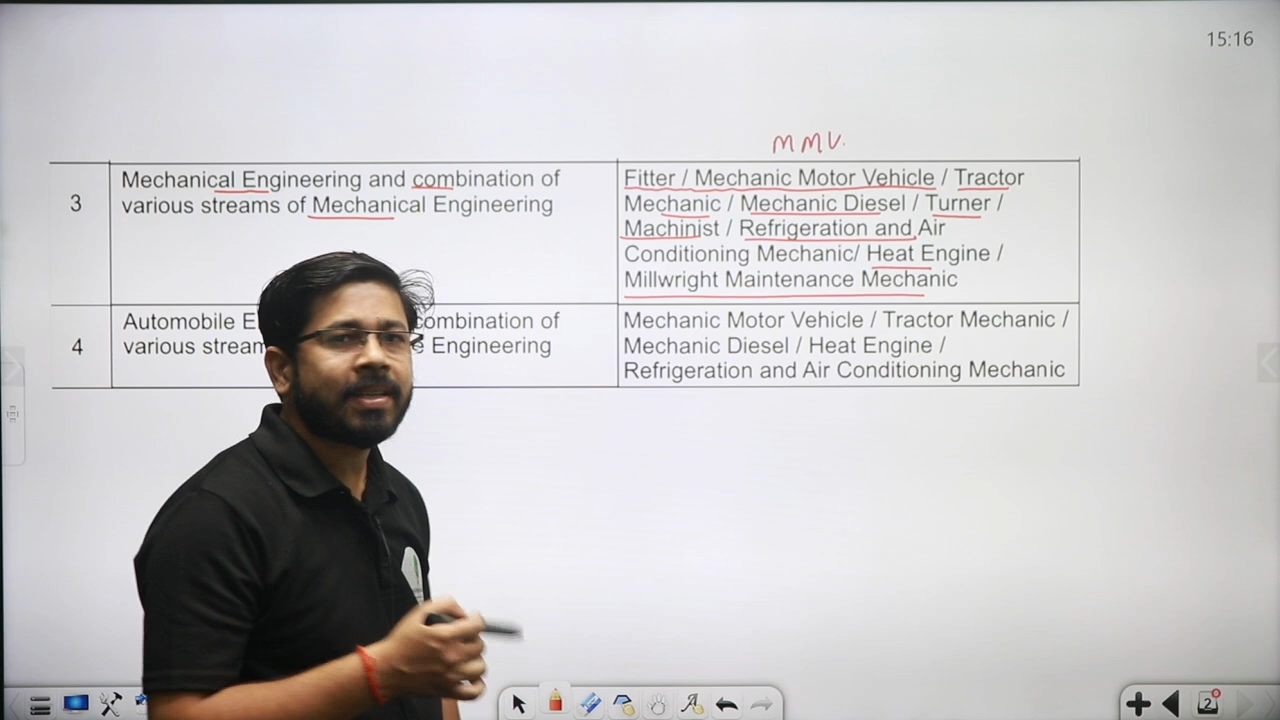 15:16
MMV.
3
Mechanical Engineering and combination of
various streams of Mechanical Engineering
Fitter / Mechanic Motor Vehicle / Tractor
Mechanic / Mechanic Diesel / Turner /
Machinist / Refrigeration and Air
Conditioning Mechanic/ Heat Engine /
Millwright Maintenance Mechanic
4
Automobile E
combination of
various stream
e Engineering
Mechanic Motor Vehicle / Tractor Mechanic /
Mechanic Diesel / Heat Engine /
Refrigeration and Air Conditioning Mechanic
2